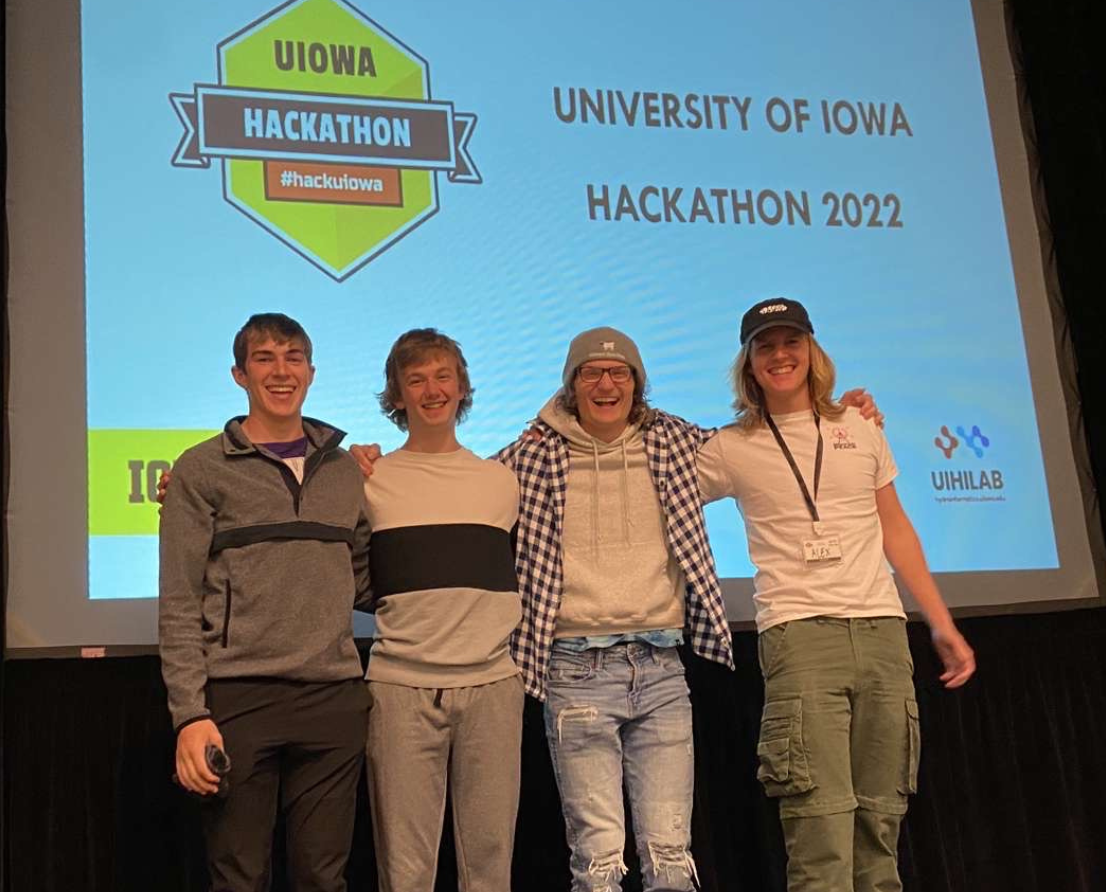 UIOWA
HACKATHON
#hackuiowa
UNIVERSITY OF IOWA
HACKATHON 2022
UIHILAB
ALEX